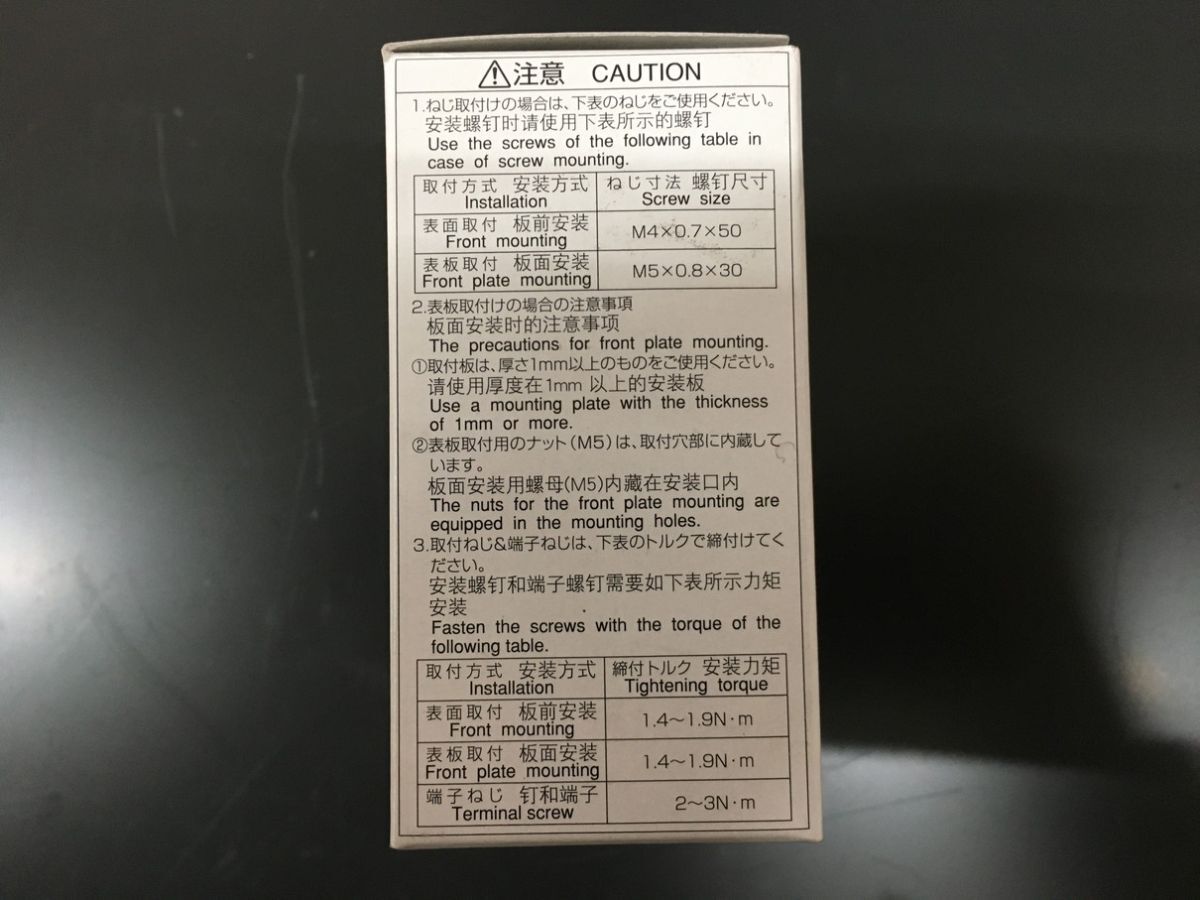 ⚠注意 CAUTION
1.ねじ取付けの場合は、下表のねじをご使用ください。
安装螺钉时请使用下表所示的螺钉
Use the screws of the following table in
case of screw mounting.
取付方式 安装方式 ねじ寸法 螺钉尺寸
Installation Screw size
表面取付 板前安装
Front mounting M4×0.7×50
表板取付 板面安装
Front plate mounting M5×0.8×30
2.表板取付けの場合の注意事項
板面安装时的注意事项
The precautions for front plate mounting.
①取付板は、厚さ1mm以上のものをご使用ください。
请使用厚度在1mm 以上的安装板
Use a mounting plate with the thickness
of 1mm or more.
②表板取付用のナット(M5)は、取付穴部に内蔵して
います。
板面安装用螺母(M5)内藏在安装口内
The nuts for the front plate mounting are
equipped in the mounting holes.
3.取付ねじ&端子ねじは、下表のトルクで締付けてく
ださい。
安装螺钉和端子螺钉需要如下表所示力矩
安装
Fasten the screws with the torque of the
following table.
取付方式 安装方式 締付トルク 安装力矩
Installation Tightening torque
表面取付 板前安装
Front mounting 1.4～1.9N·m
表板取付 板面安装
Front plate mounting 1.4～1.9N·m
端子ねじ 钉和端子
Terminal screw 2～3N·m